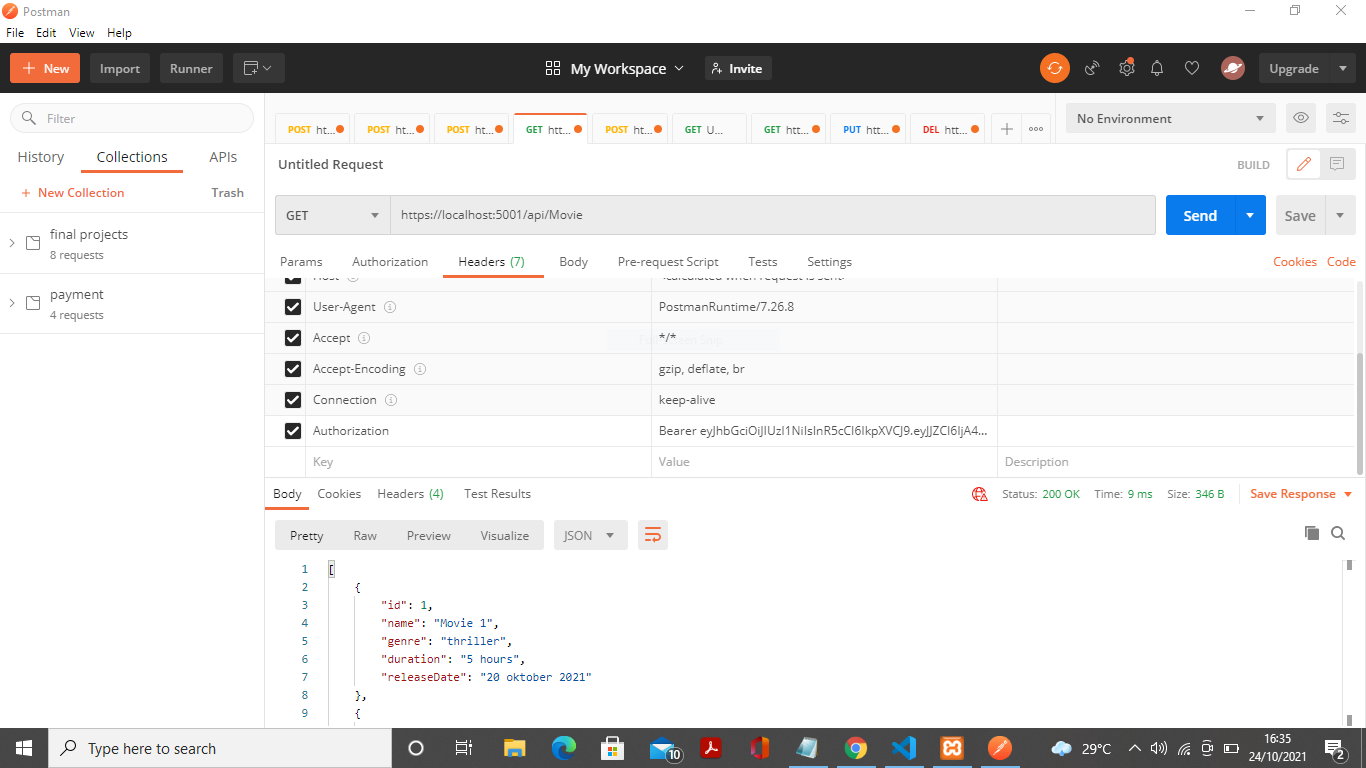 Postman
File Edit View Help
+ New Import Runner My Workspace Invite Upgrade
Filter
History Collections APIs
+ New Collection Trash
final projects
8 requests
payment
4 requests
POST ht... POST ht... POST ht... GET htt... POST ht... GET U... GET htt... PUT htt... DEL htt... No Environment
Untitled Request BUILD
GET https://localhost:5001/api/Movie Send Save
Params Authorization Headers (7) Body Pre-request Script Tests Settings Cookies Code
Host <calculated when request is sent>
User-Agent PostmanRuntime/7.26.8
Accept */*
Accept-Encoding gzip, deflate, br
Connection keep-alive
Authorization Bearer eyJhbGciOiJIUzI1NiIsInR5cCI6IkpXVCJ9.eyJJZCI6IjA4...
Key Value Description
Body Cookies Headers (4) Test Results Status: 200 OK Time: 9 ms Size: 346 B Save Response
Pretty Raw Preview Visualize JSON
1 [
2 {
3 "id": 1,
4 "name": "Movie 1",
5 "genre": "thriller",
6 "duration": "5 hours",
7 "releaseDate": "20 oktober 2021"
8 },
9 {
Type here to search 10 29°C 16:35
24/10/2021 2